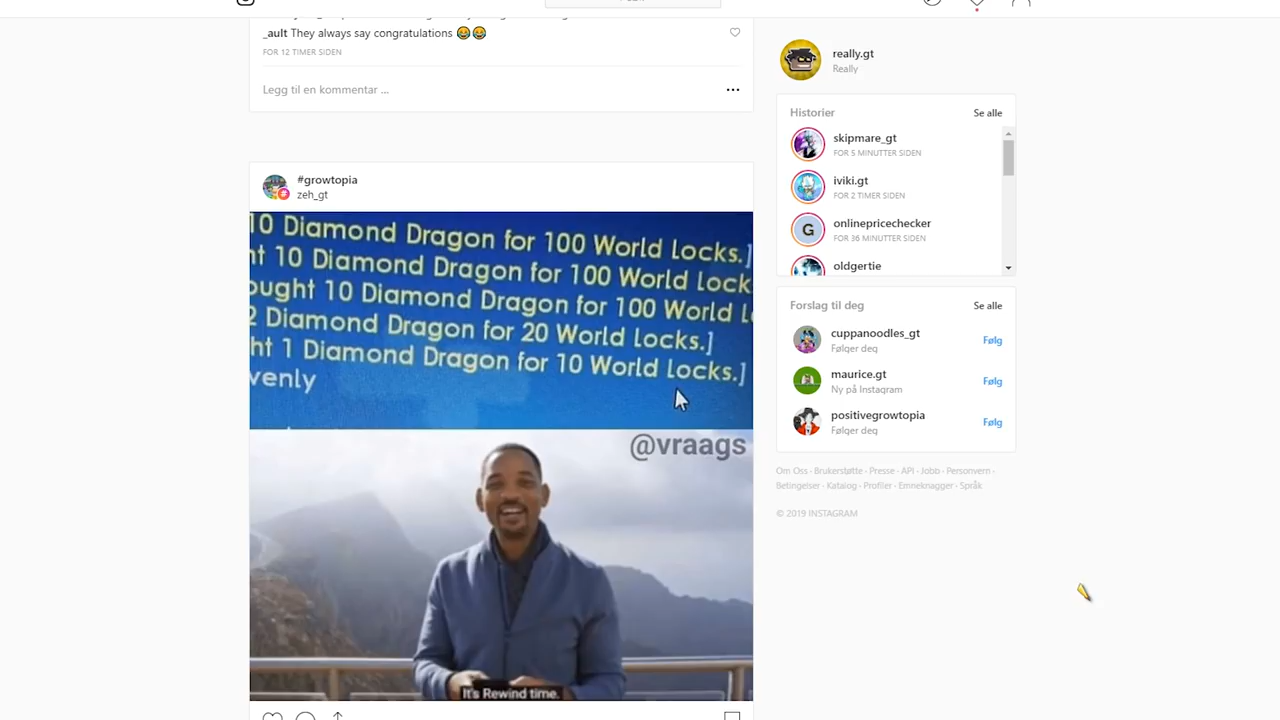 _ault They always say congratulations 😂😂
FOR 12 TIMER SIDEN
Legg til en kommentar ...
#growtopia
zeh_gt
10 Diamond Dragon for 100 World Locks.]
ht 10 Diamond Dragon for 100 World Lock
ought 10 Diamond Dragon for 100 World L
2 Diamond Dragon for 20 World Locks.]
ht 1 Diamond Dragon for 10 World Locks.]
venly
@vraags
It's Rewind time.
really.gt
Really
Historier
Se alle
skipmare_gt
FOR 5 MINUTTER SIDEN
iviki.gt
FOR 2 TIMER SIDEN
G
onlinepricechecker
FOR 36 MINUTTER SIDEN
oldgertie
Forslag til deg
Se alle
cuppanoodles_gt
Følger deg
Følg
maurice.gt
Ny på Instagram
Følg
positivegrowtopia
Følger deg
Følg
Om Oss · Brukerstøtte · Presse · API · Jobb · Personvern ·
Betingelser · Katalog · Profiler · Emneknagger · Språk
© 2019 INSTAGRAM